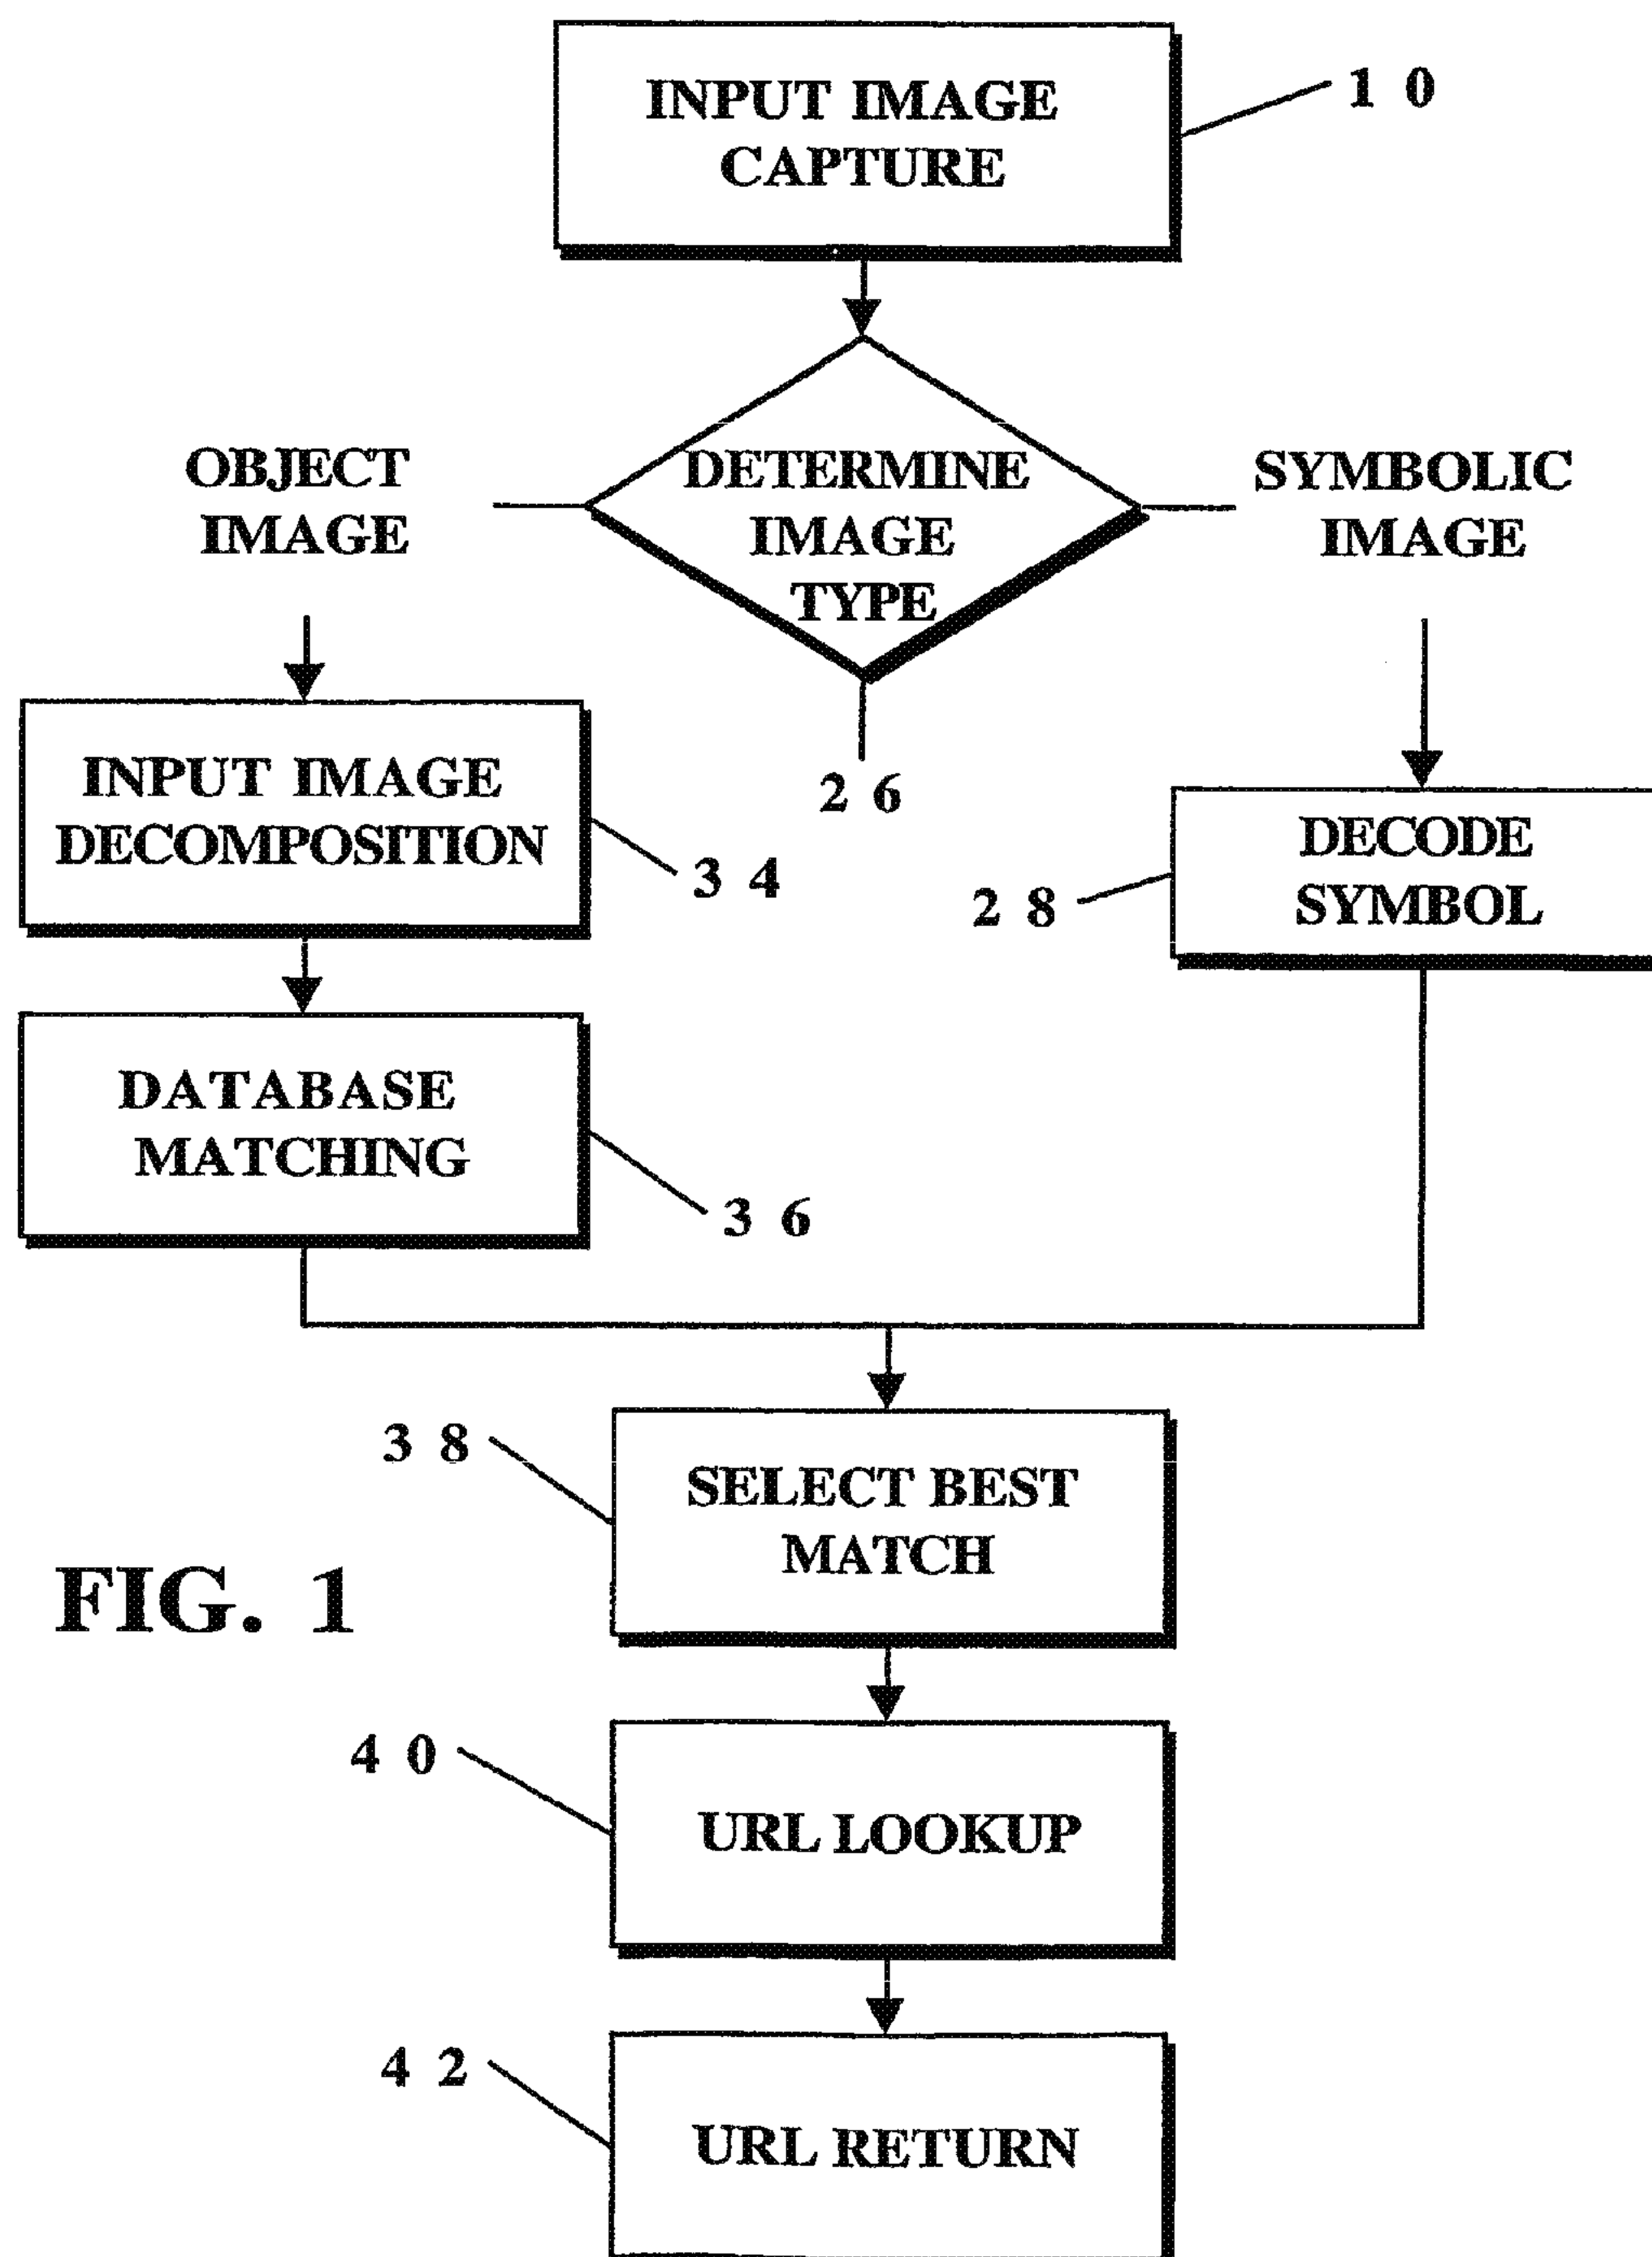 INPUT IMAGE
CAPTURE
1 0
OBJECT
IMAGE
DETERMINE
IMAGE
TYPE
SYMBOLIC
IMAGE
2 6
INPUT IMAGE
DECOMPOSITION
3 4
DECODE
SYMBOL
2 8
DATABASE
MATCHING
3 6
3 8
SELECT BEST
MATCH
FIG. 1
4 0
URL LOOKUP
4 2
URL RETURN